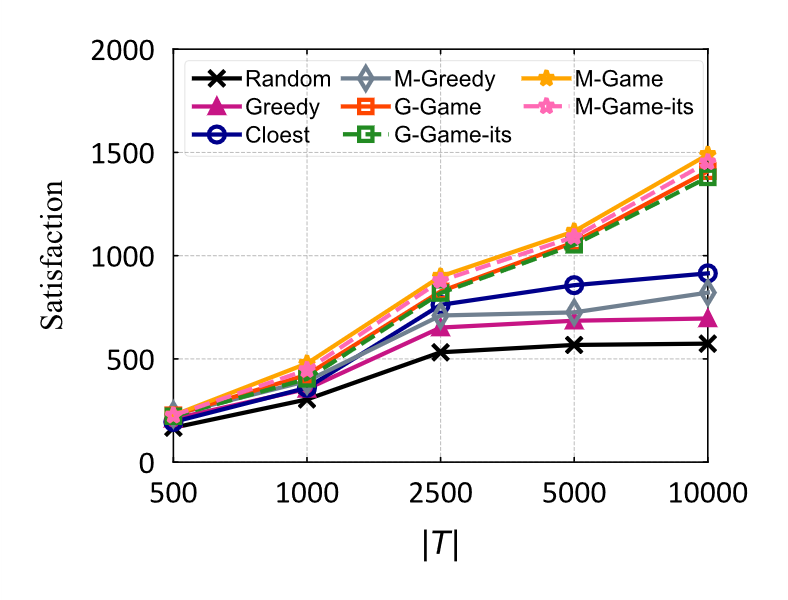 2000
1500
1000
500
0
Satisfaction
Random
Greedy
Cloest
M-Greedy
G-Game
G-Game-its
M-Game
M-Game-its
500 1000 2500 5000 10000
|T|